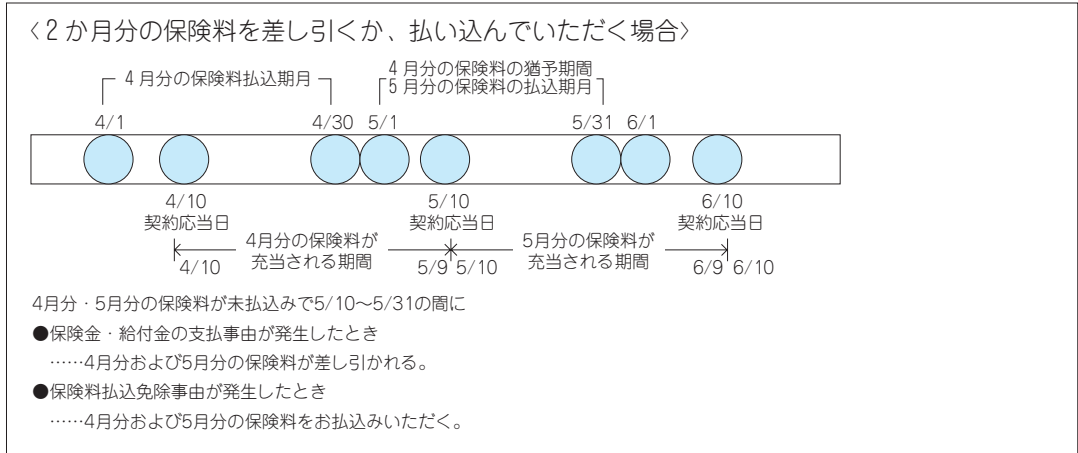 〈2か月分の保険料を差し引くか、払い込んでいただく場合〉
4月分の保険料払込期月
4月分の保険料の猶予期間
5月分の保険料の払込期月
4/1 4/30 5/1 5/31 6/1
4/10 5/10 6/10
契約応当日 契約応当日 契約応当日
4月分の保険料が 5月分の保険料が
充当される期間 充当される期間
4/10 5/9 5/10 6/9 6/10
4月分・5月分の保険料が未払込みで5/10～5/31の間に
●保険金・給付金の支払事由が発生したとき
……4月分および5月分の保険料が差し引かれる。
●保険料払込免除事由が発生したとき
……4月分および5月分の保険料をお払込みいただく。